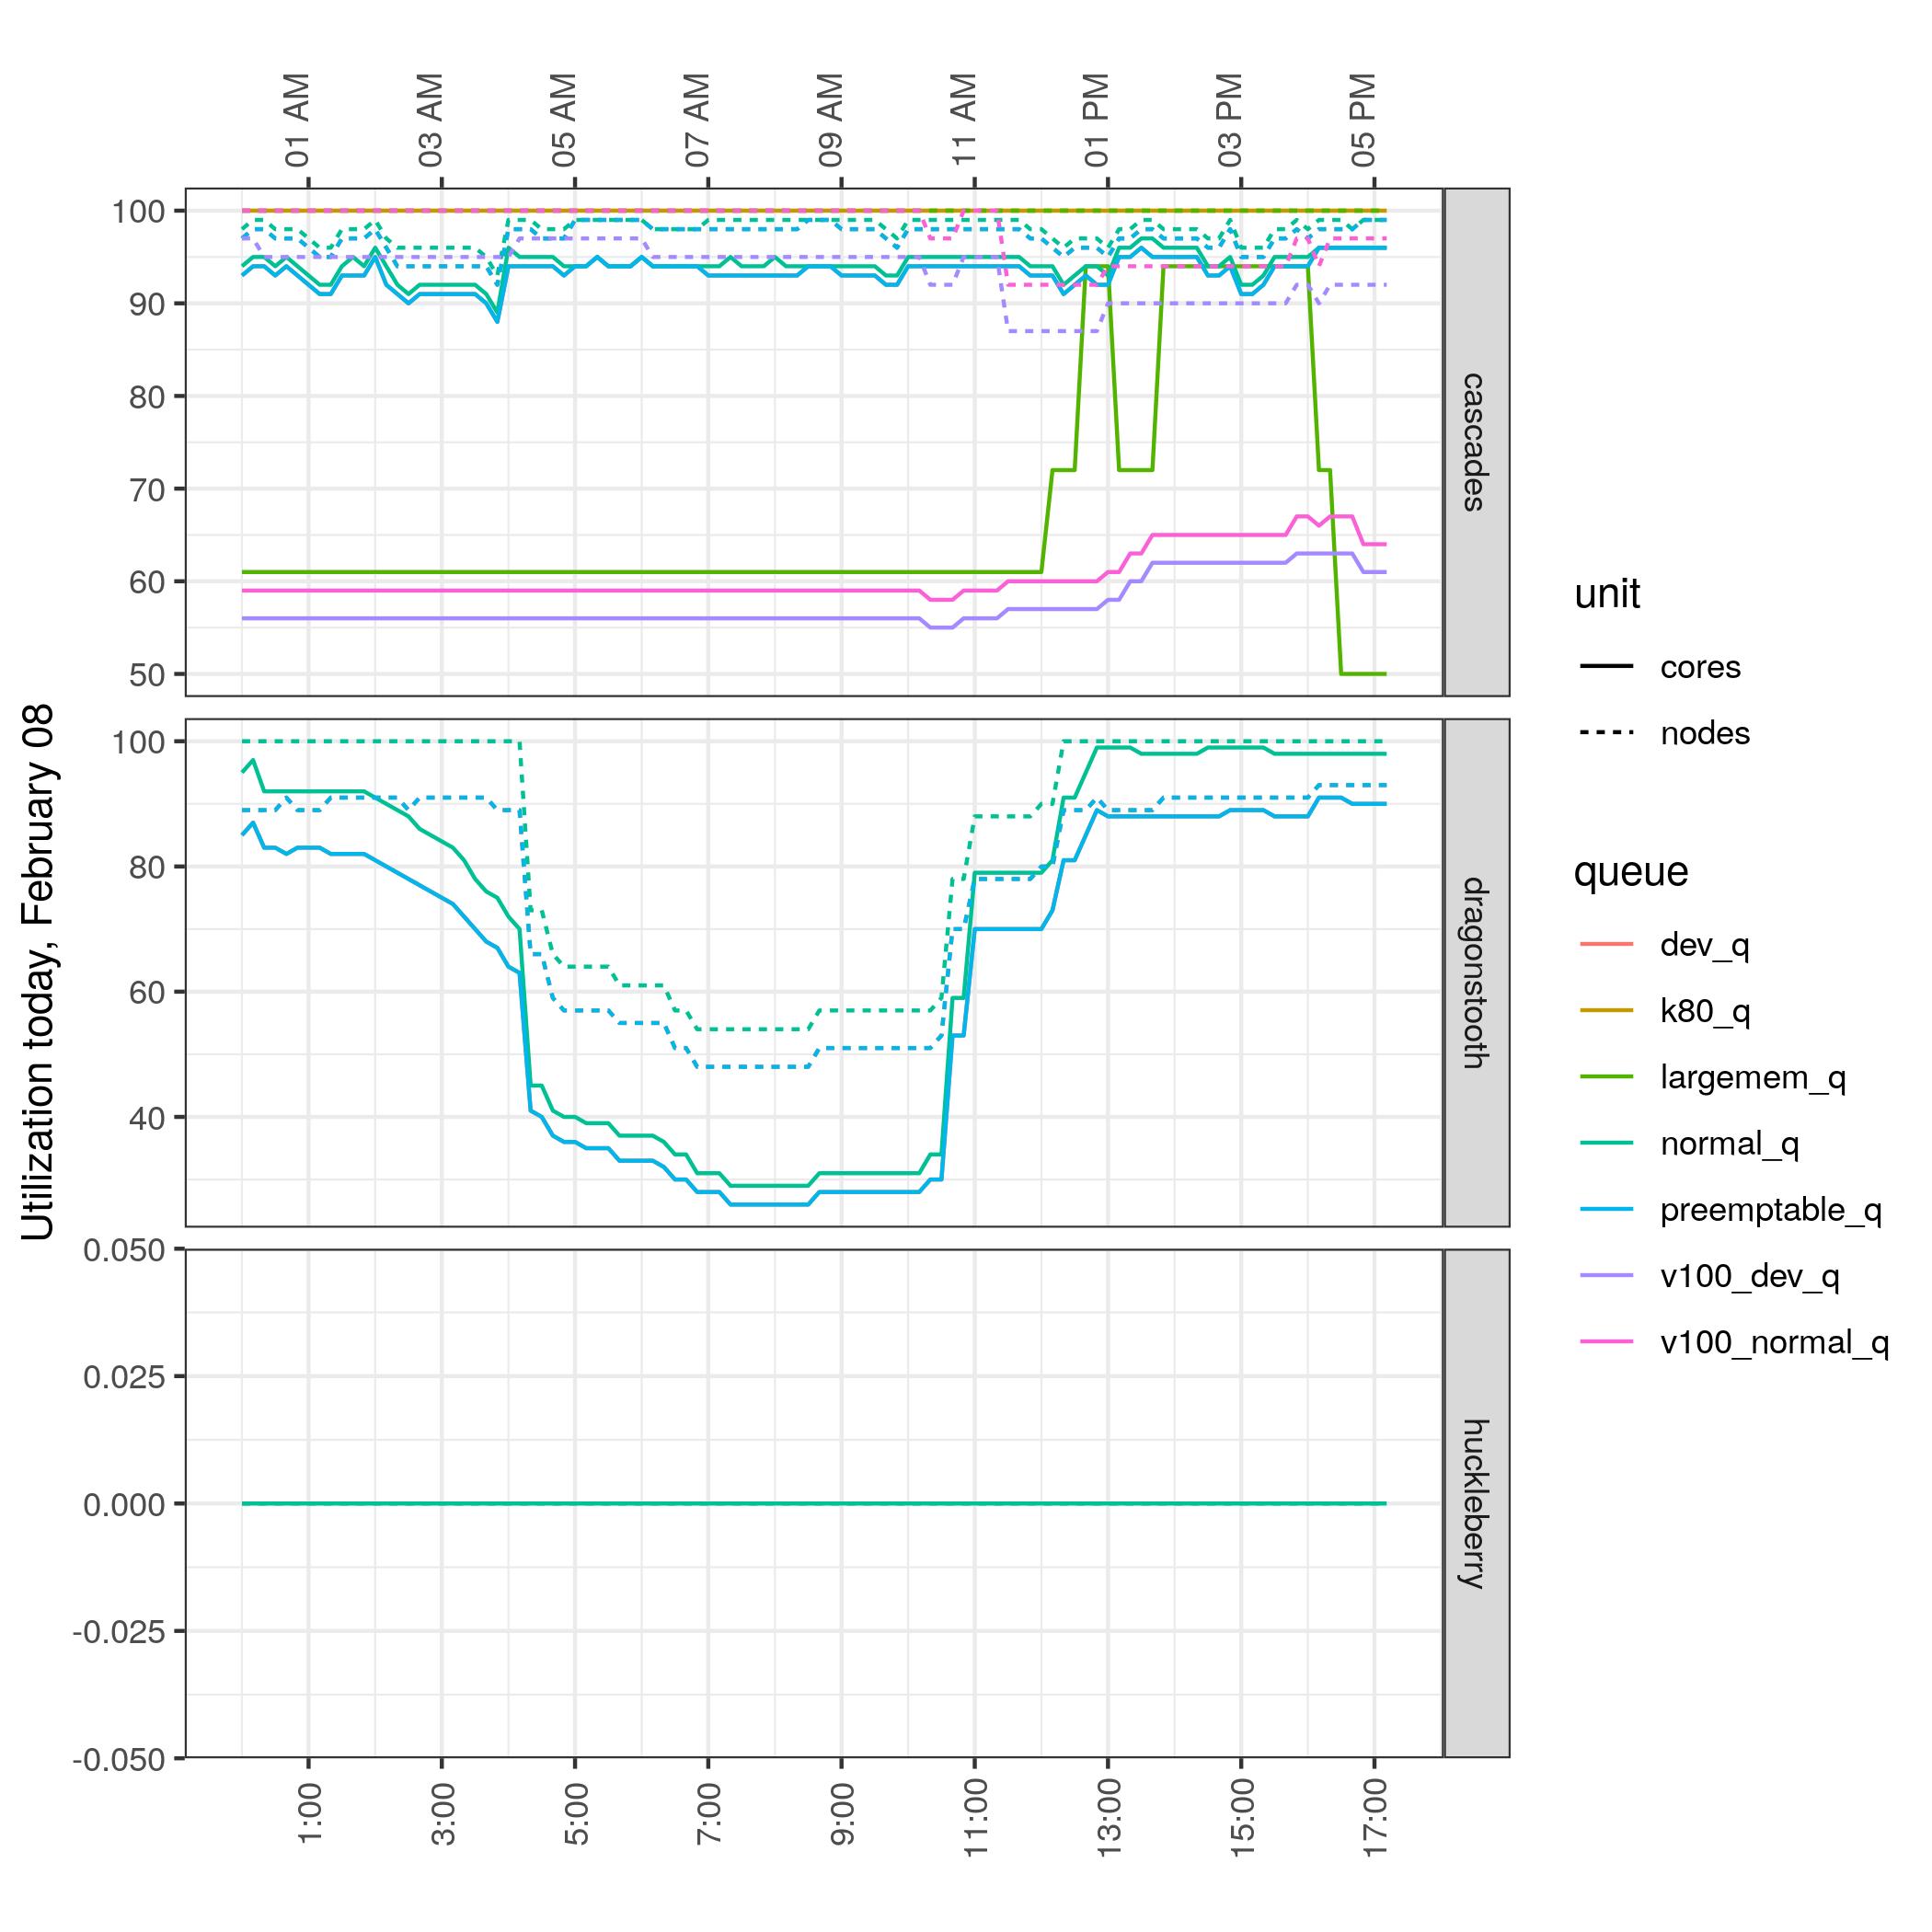 01 AM
03 AM
05 AM
07 AM
09 AM
11 AM
01 PM
03 PM
05 PM
Utilization today, February 08
100
90
80
70
60
50
cascades
100
80
60
40
dragonstooth
0.050
0.025
0.000
-0.025
-0.050
huckleberry
1:00
3:00
5:00
7:00
9:00
11:00
13:00
15:00
17:00
unit
cores
nodes
queue
dev_q
k80_q
largemem_q
normal_q
preemptable_q
v100_dev_q
v100_normal_q